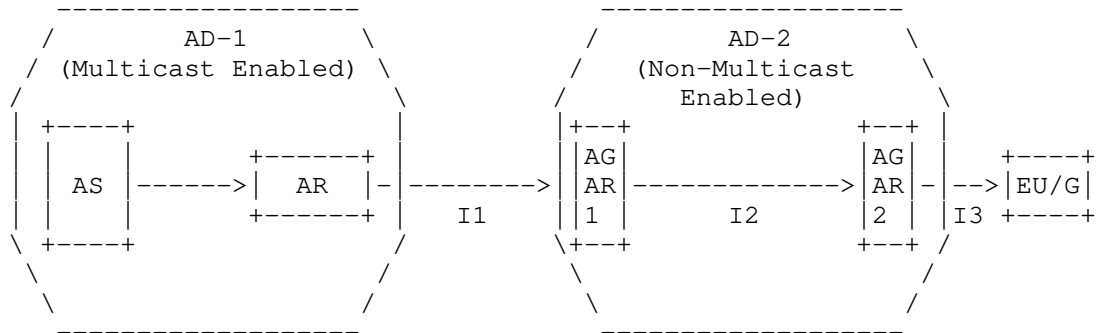 AD-1 AD-2
(Multicast Enabled) (Non-Multicast
Enabled)
AG AG
AS AR AR AR EU/G
I1 1 I2 2 I3